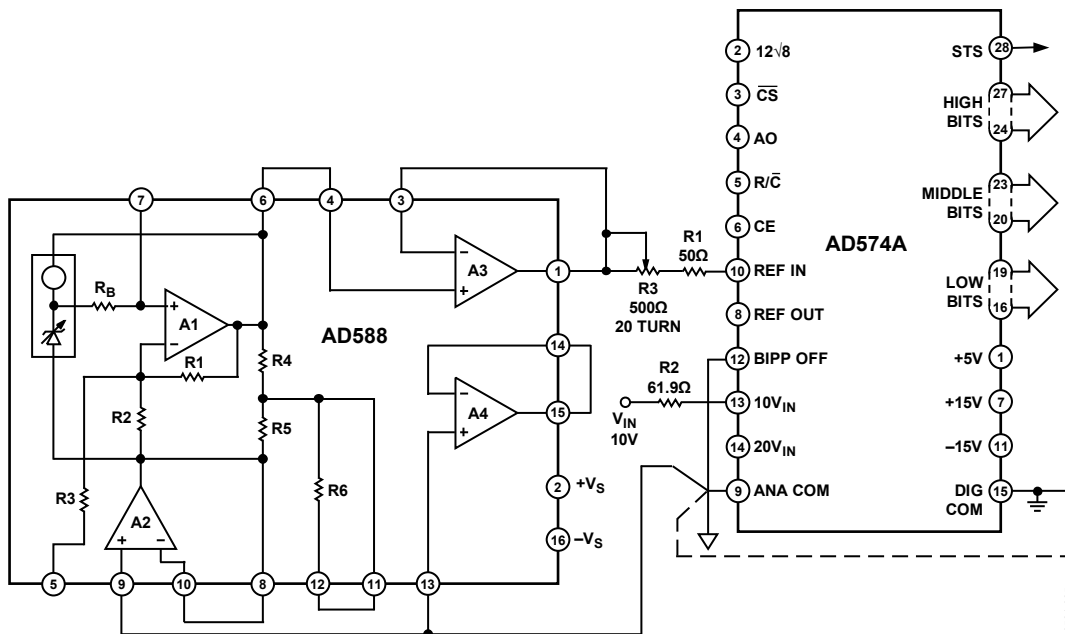 2 12√8
STS 28
3 C̅S̅
27
HIGH BITS
24
4 AO
7 6 4 3
5 R/C̅
23
MIDDLE BITS
20
6 CE
AD574A
R1
50Ω
10 REF IN
19
LOW BITS
16
R3
500Ω
20 TURN
8 REF OUT
A3
–
+
1
RB
A1
+
–
AD588
R1
R4
14
12 BIPP OFF
+5V 1
R2
61.9Ω
13 10VIN
+15V 7
VIN
10V
A4
–
+
15
R2
R5
14 20VIN
–15V 11
R3
R6
2 +VS
9 ANA COM
DIG COM 15
A2
+ –
16 –VS
5 9 10 8 12 11 13